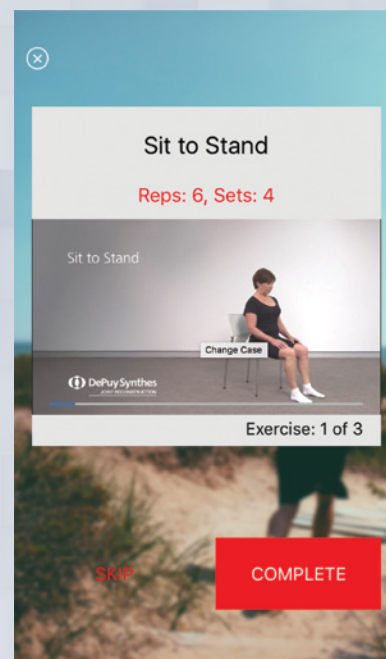 Sit to Stand
Reps: 6, Sets: 4
Sit to Stand
Change Case
DePuy Synthes
JOINT RECONSTRUCTION
Exercise: 1 of 3
SKIP
COMPLETE